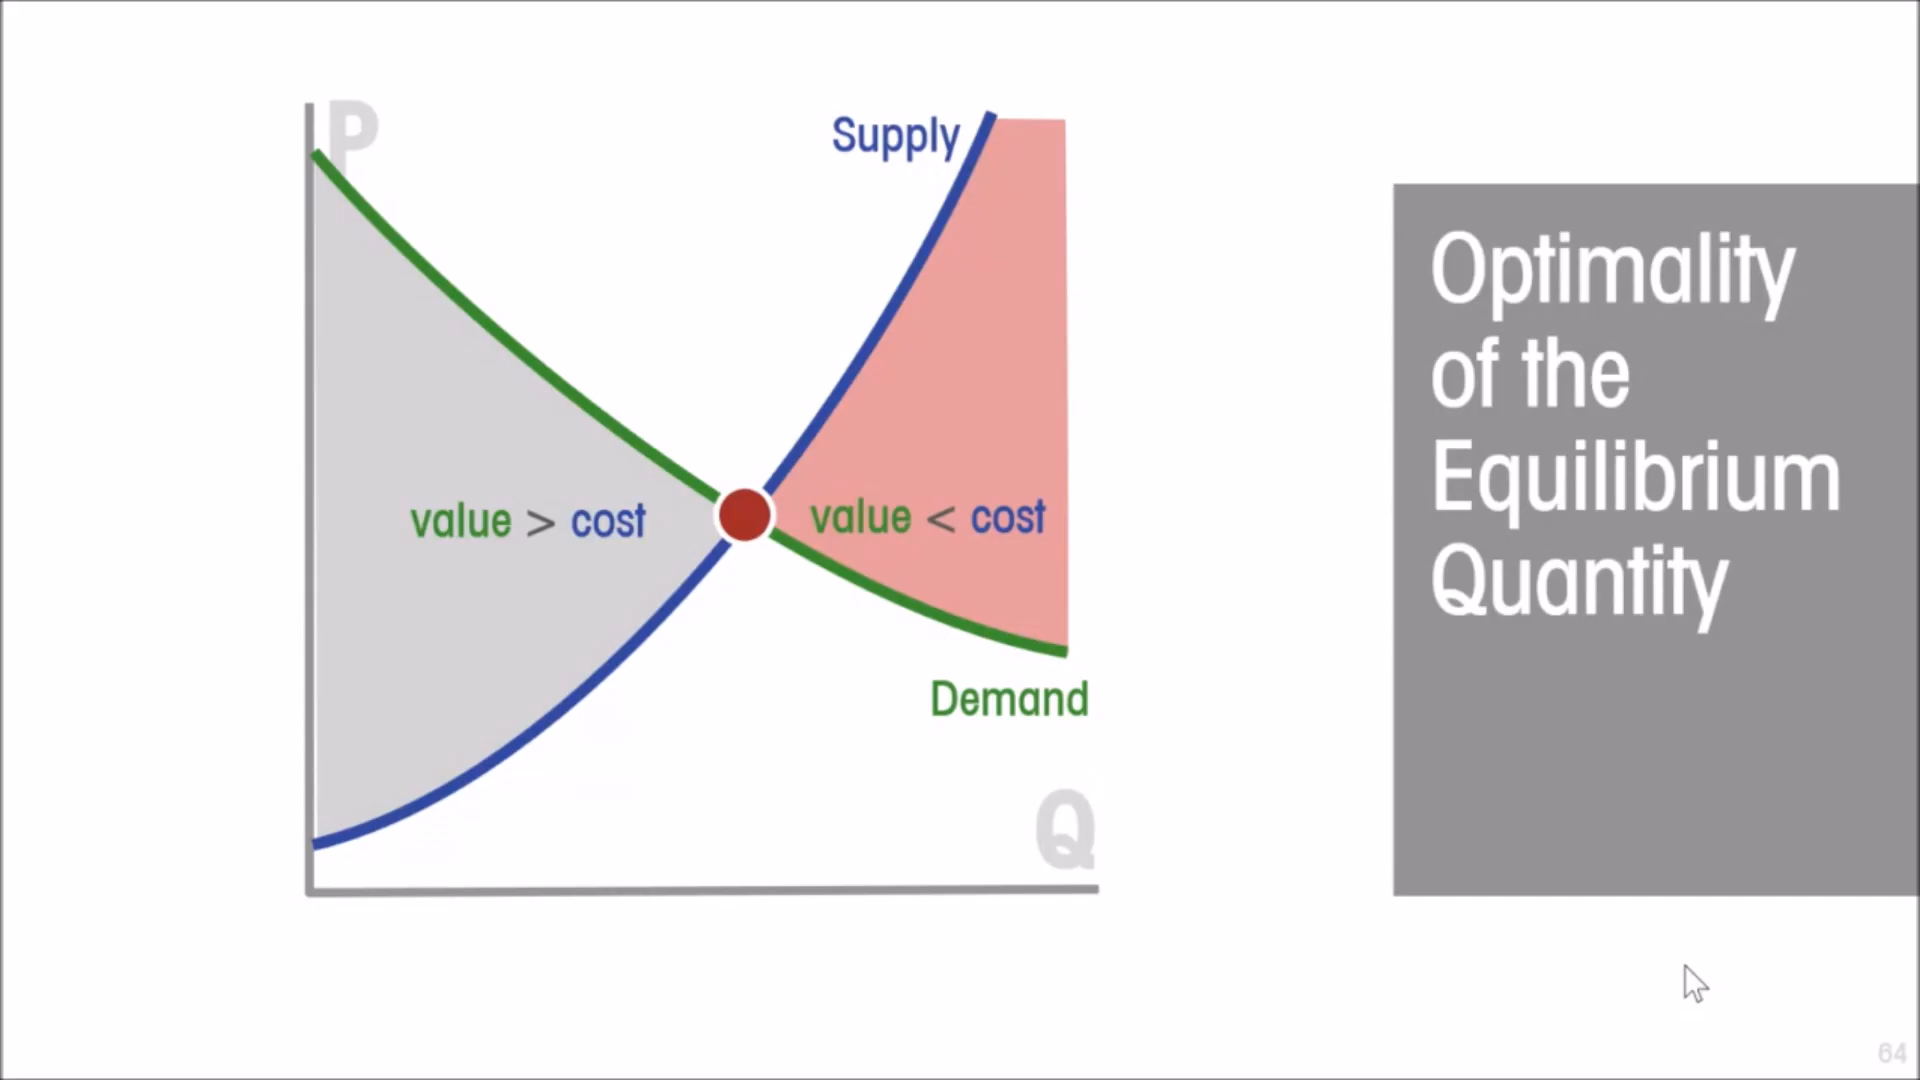 P
Supply
value > cost
value < cost
Demand
Q
Optimality
of the
Equilibrium
Quantity
64